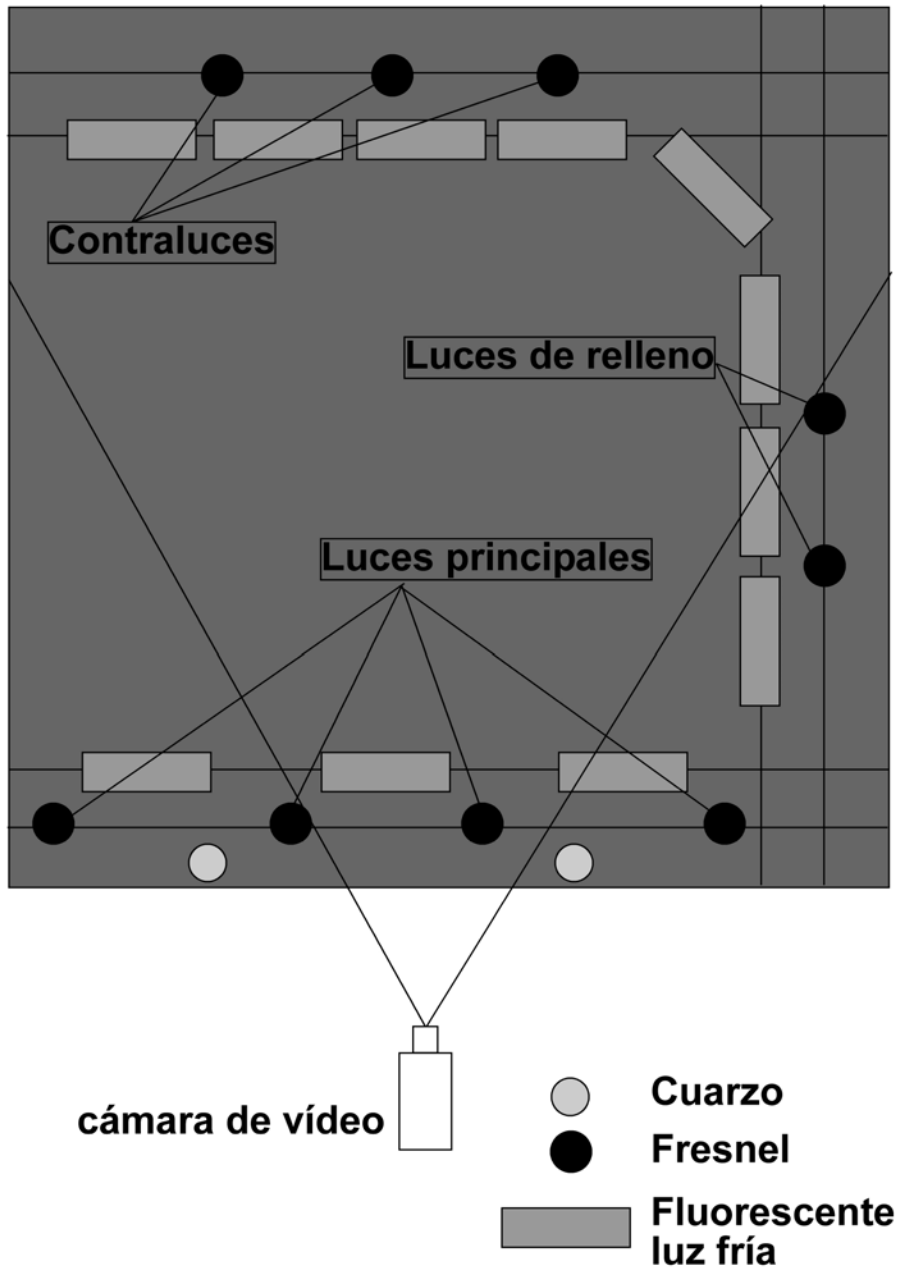 Contraluces
Luces de relleno
Luces principales
cámara de vídeo
Cuarzo
Fresnel
Fluorescente
luz fría